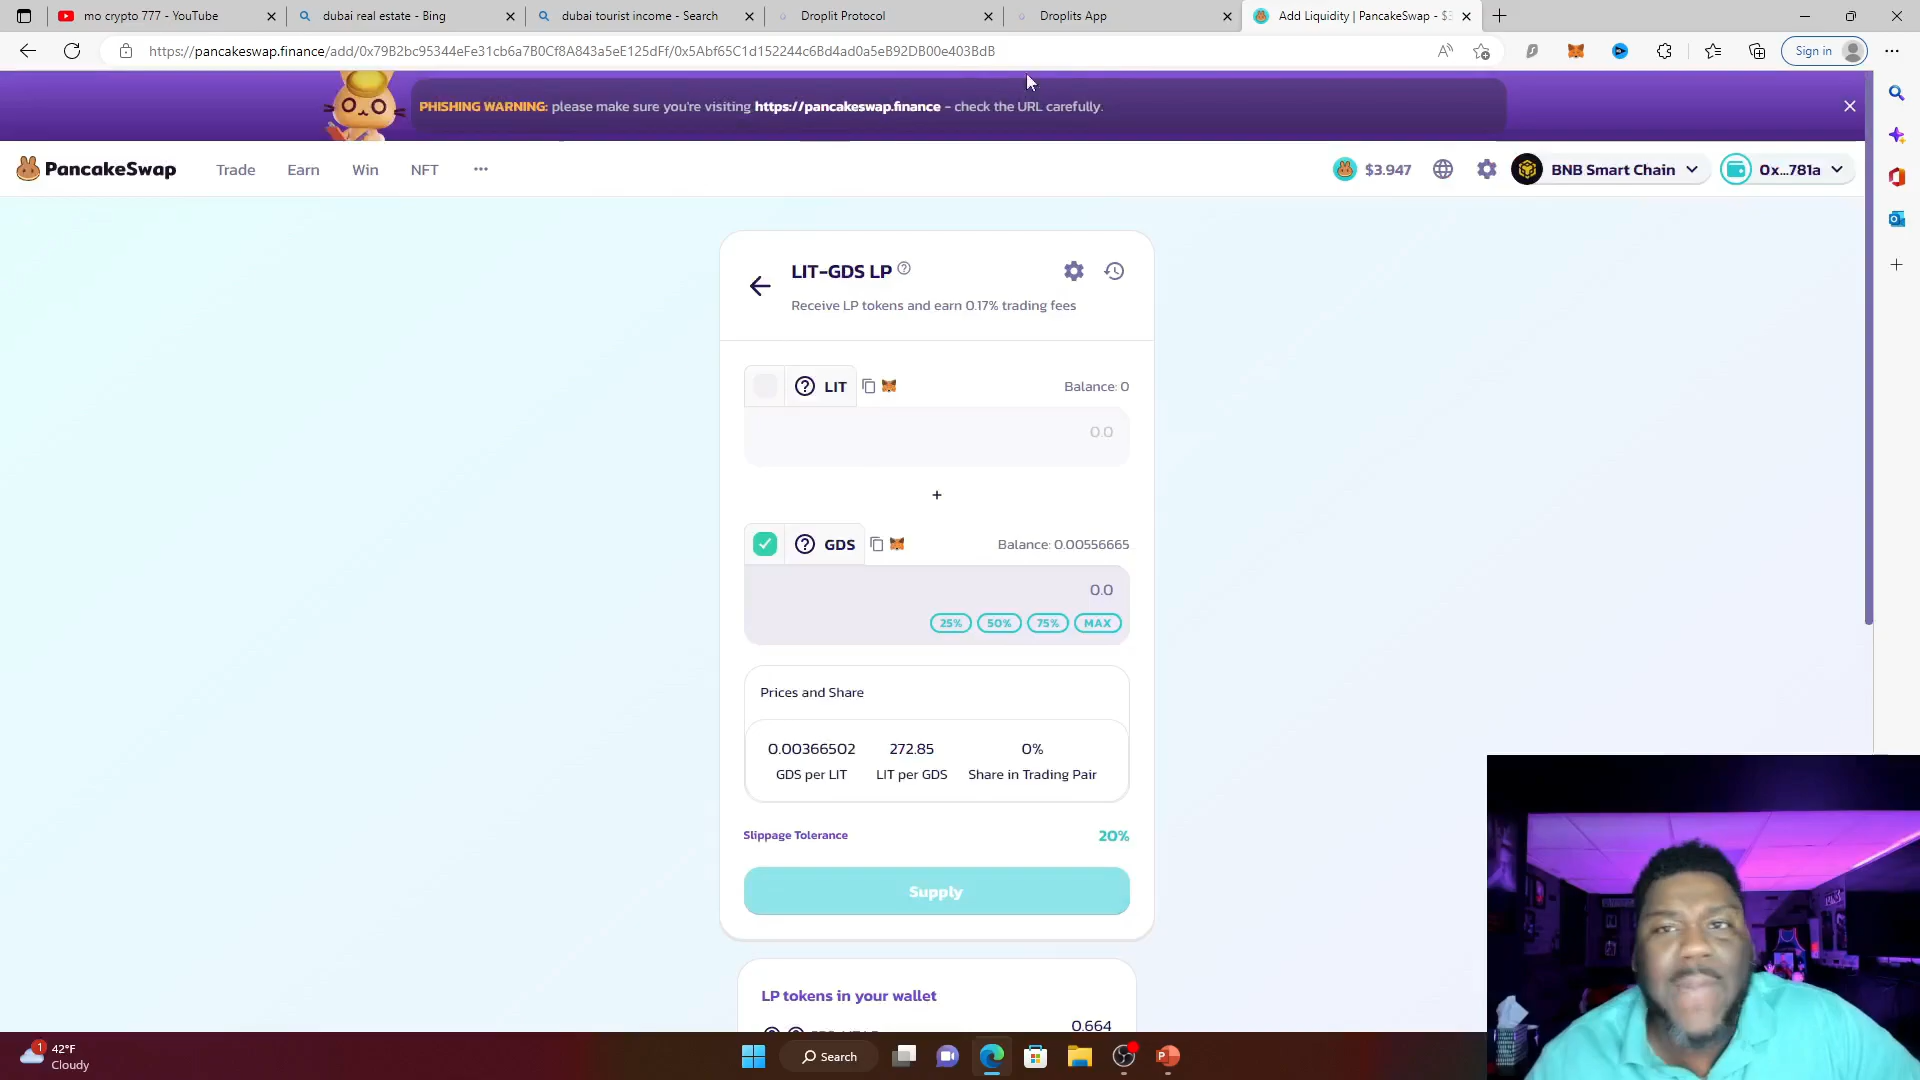 mo crypto 777 - YouTube
dubai real estate - Bing
dubai tourist income - Search
Droplit Protocol
Droplits App
Add Liquidity | PancakeSwap - $3
https://pancakeswap.finance/add/0x79B2bc95344eFe31cb6a7B0Cf8A843a5eE125dFf/0x5Abf65C1d152244c6Bd4ad0a5eB92DB00e403BdB
Sign in
PHISHING WARNING: please make sure you're visiting https://pancakeswap.finance - check the URL carefully.
PancakeSwap
Trade
Earn
Win
NFT
$3.947
BNB Smart Chain
0x...781a
LIT-GDS LP
Receive LP tokens and earn 0.17% trading fees
LIT
Balance: 0
0.0
+
GDS
Balance: 0.00556665
0.0
25%
50%
75%
MAX
Prices and Share
0.00366502
272.85
0%
GDS per LIT
LIT per GDS
Share in Trading Pair
Slippage Tolerance
20%
Supply
LP tokens in your wallet
0.664
1
42°F
Cloudy
Search